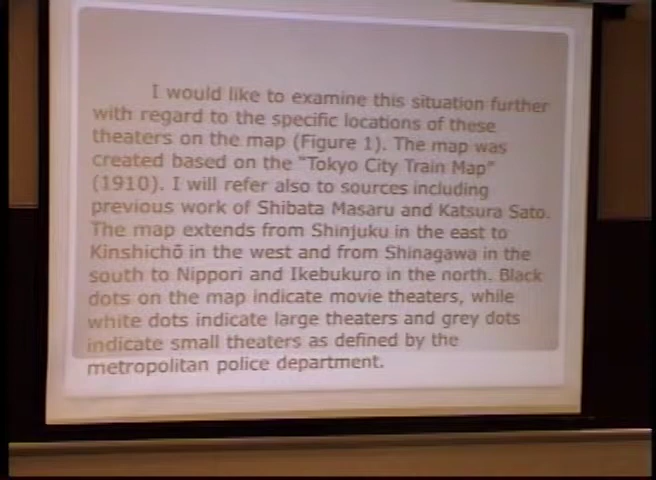 I would like to examine this situation further
with regard to the specific locations of these
theaters on the map (Figure 1). The map was
created based on the "Tokyo City Train Map"
(1910). I will refer also to sources including
previous work of Shibata Masaru and Katsura Sato.
The map extends from Shinjuku in the east to
Kinshichō in the west and from Shinagawa in the
south to Nippori and Ikebukuro in the north. Black
dots on the map indicate movie theaters, while
white dots indicate large theaters and grey dots
indicate small theaters as defined by the
metropolitan police department.